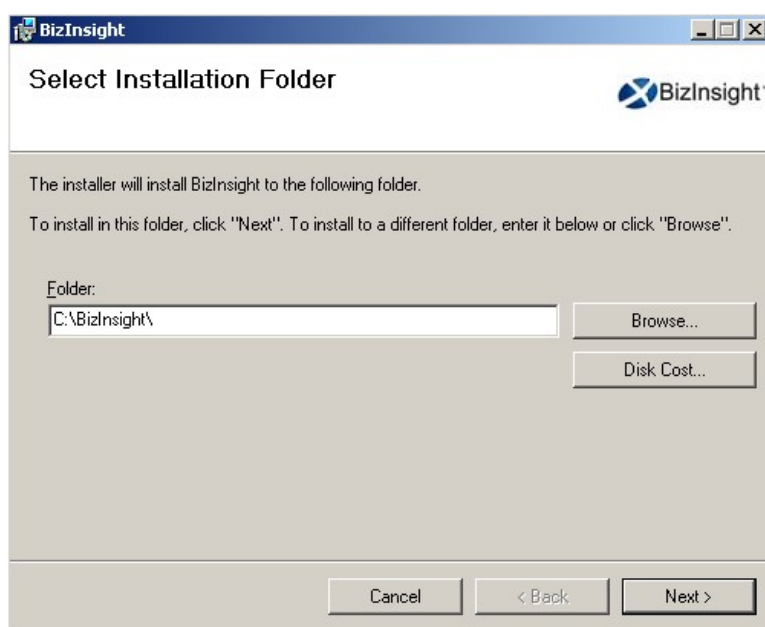 BizInsight
Select Installation Folder
BizInsight
The installer will install BizInsight to the following folder.
To install in this folder, click "Next". To install to a different folder, enter it below or click "Browse".
Folder:
C:\BizInsight\
Browse...
Disk Cost...
Cancel
< Back
Next >